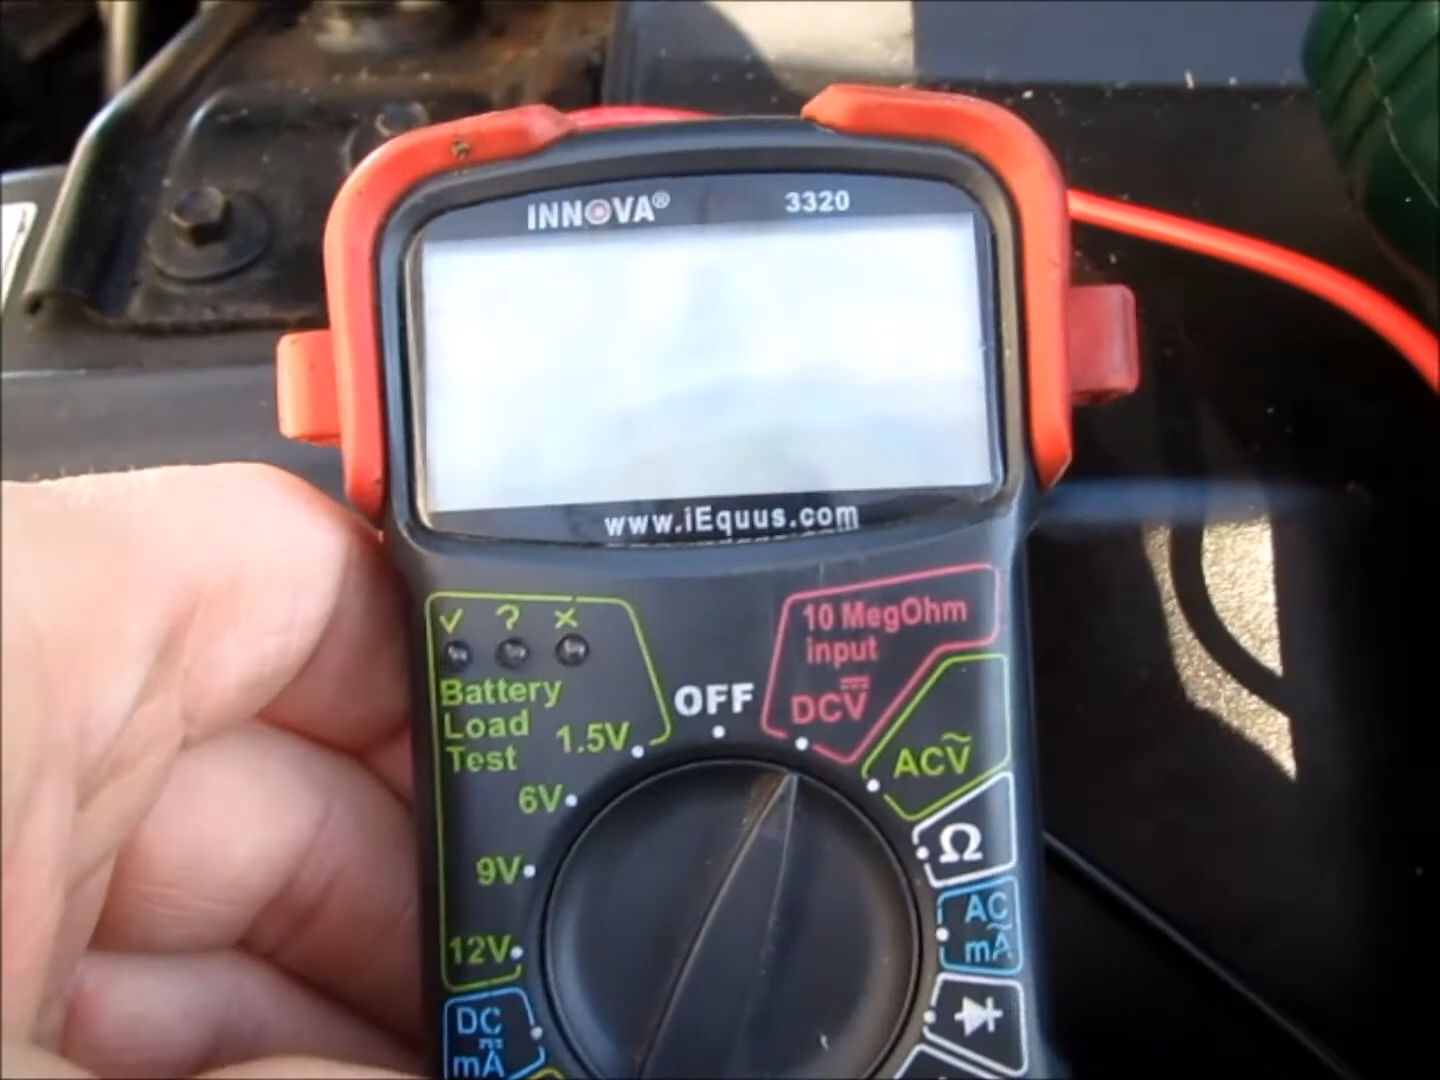 INNOVA® 3320
www.iEquus.com
✓ ? ×
Battery
Load
Test
1.5V
6V
9V
12V
DC
mA
OFF
10 MegOhm
input
DCV
ACV
Ω
AC
mA